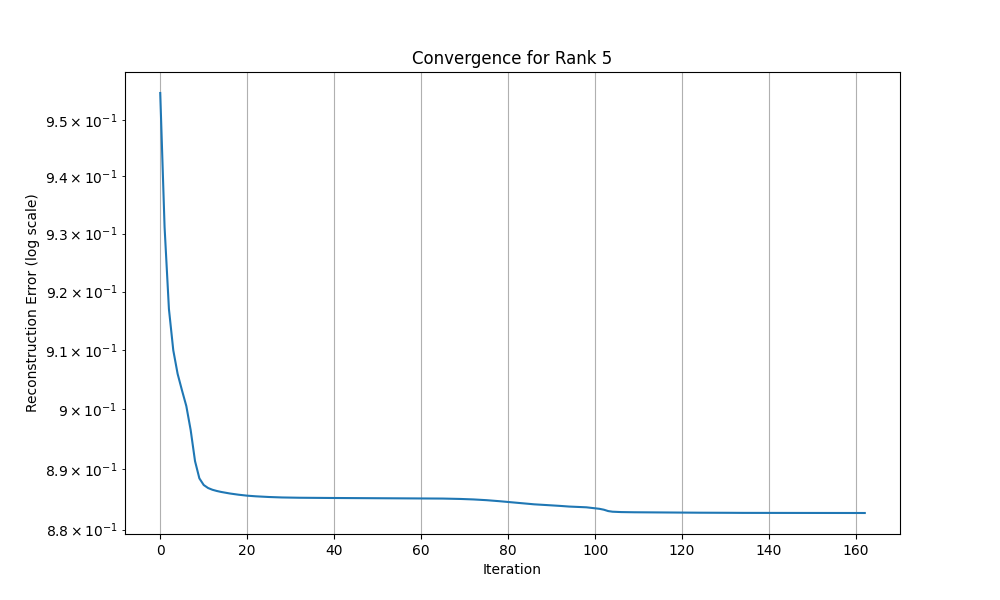 Convergence for Rank 5
Reconstruction Error (log scale)
9.5 × 10⁻¹
9.4 × 10⁻¹
9.3 × 10⁻¹
9.2 × 10⁻¹
9.1 × 10⁻¹
9 × 10⁻¹
8.9 × 10⁻¹
8.8 × 10⁻¹
0 20 40 60 80 100 120 140 160
Iteration